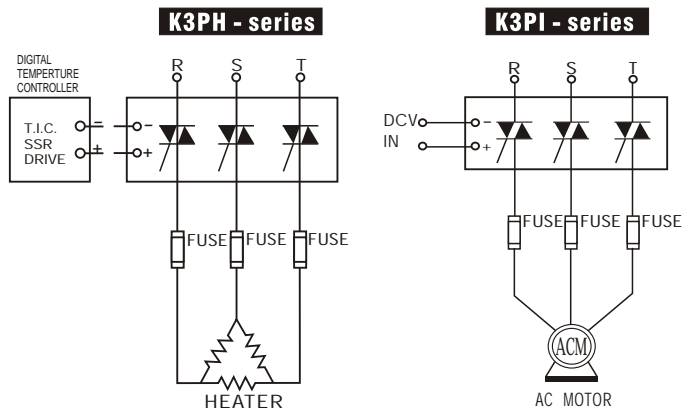 K3PH - series
DIGITAL
TEMPERTURE
CONTROLLER
R S T
T.I.C.
SSR
DRIVE
- -
+ +
FUSE FUSE FUSE
HEATER
K3PI - series
R S T
DCV -
IN +
FUSE FUSE FUSE
ACM
AC MOTOR